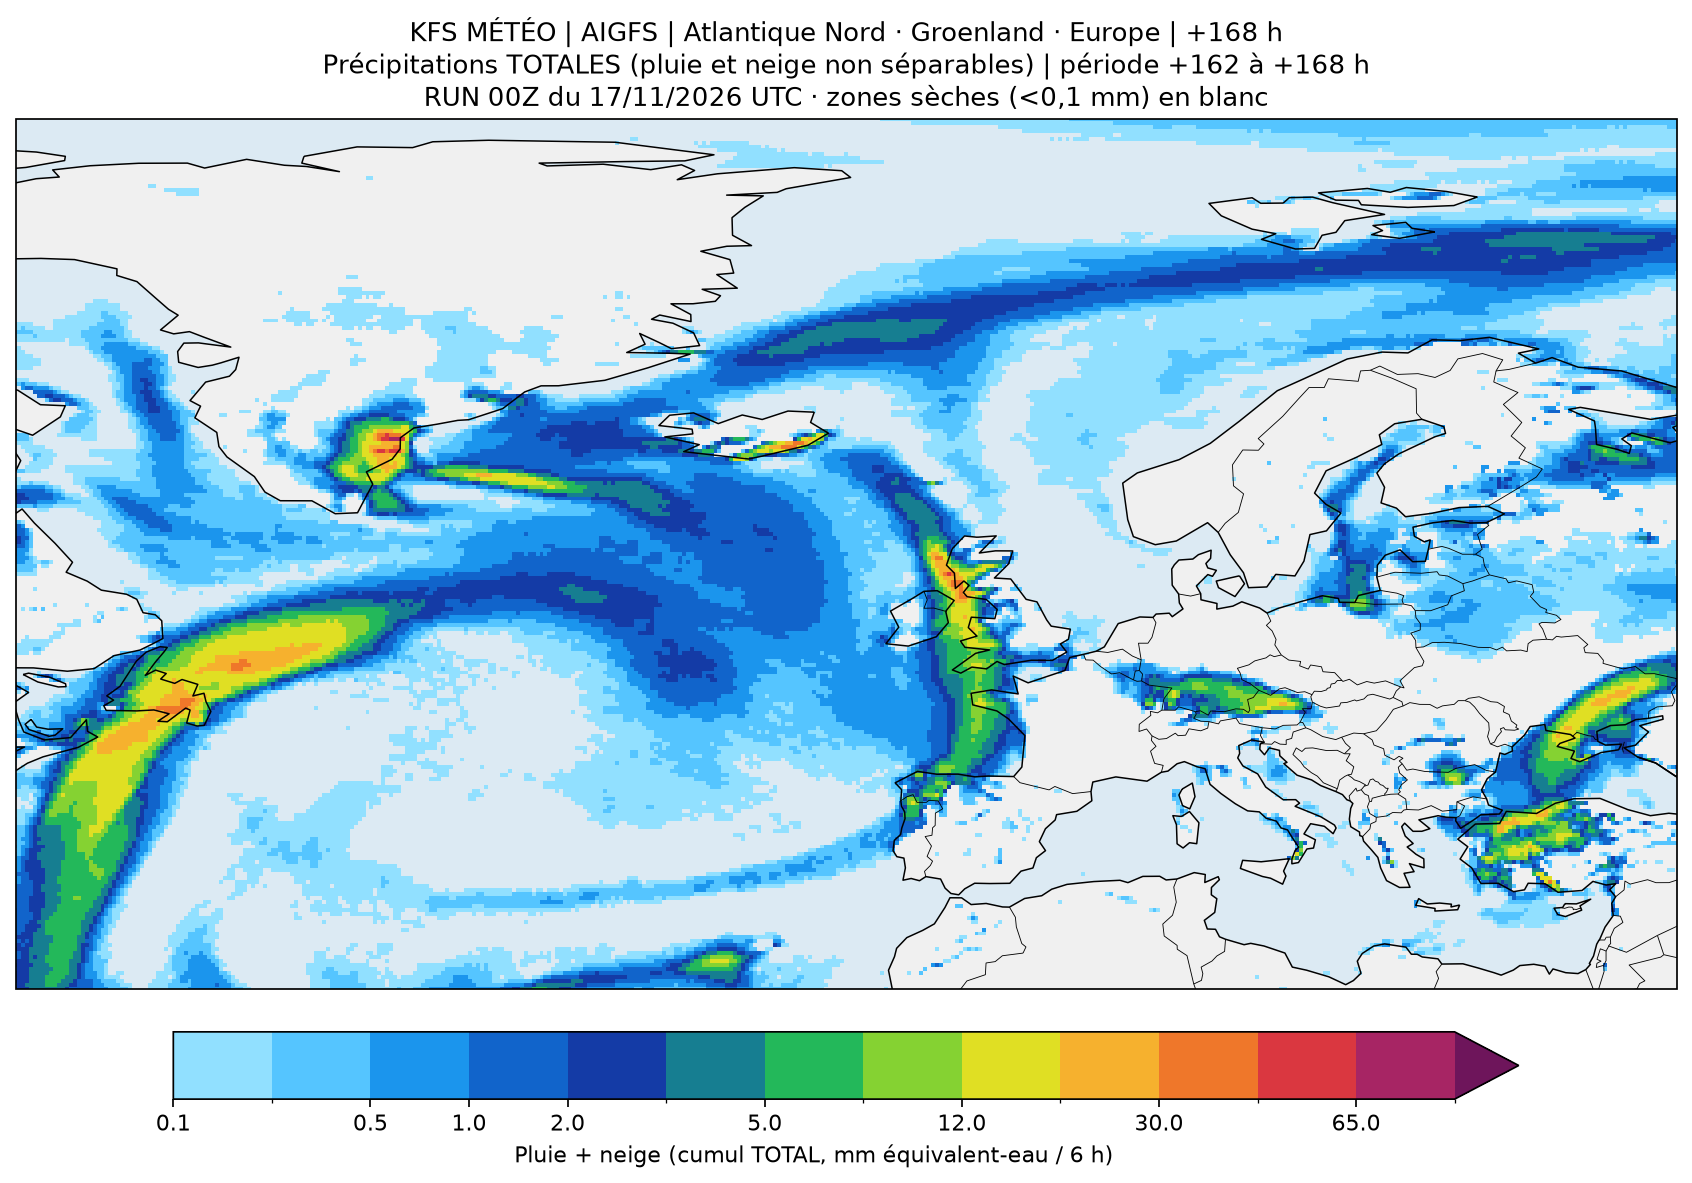 KFS MÉTÉO | AIGFS | Atlantique Nord · Groenland · Europe | +168 h
Précipitations TOTALES (pluie et neige non séparables) | période +162 à +168 h
RUN 00Z du 17/11/2026 UTC · zones sèches (<0,1 mm) en blanc
0.1 0.5 1.0 2.0 5.0 12.0 30.0 65.0
Pluie + neige (cumul TOTAL, mm équivalent-eau / 6 h)